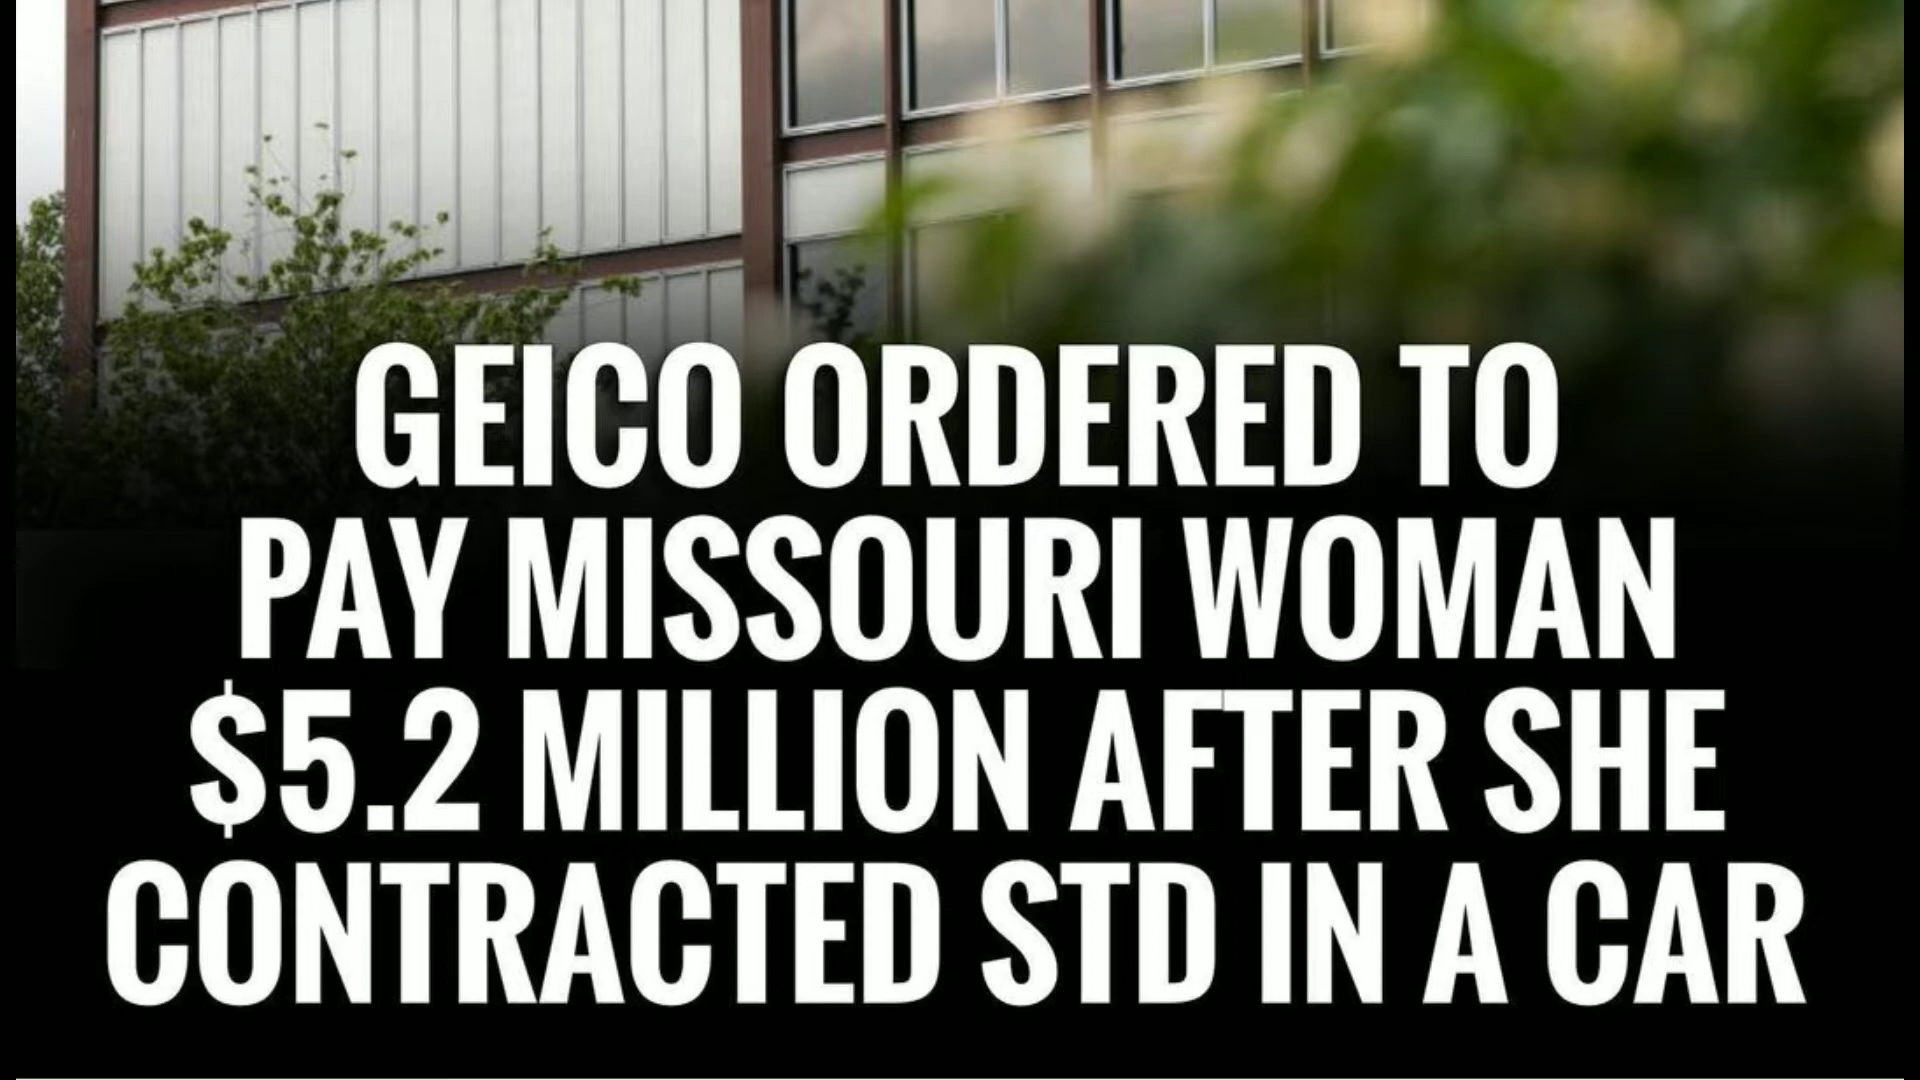 GEICO ORDERED TO
PAY MISSOURI WOMAN
$5.2 MILLION AFTER SHE
CONTRACTED STD IN A CAR